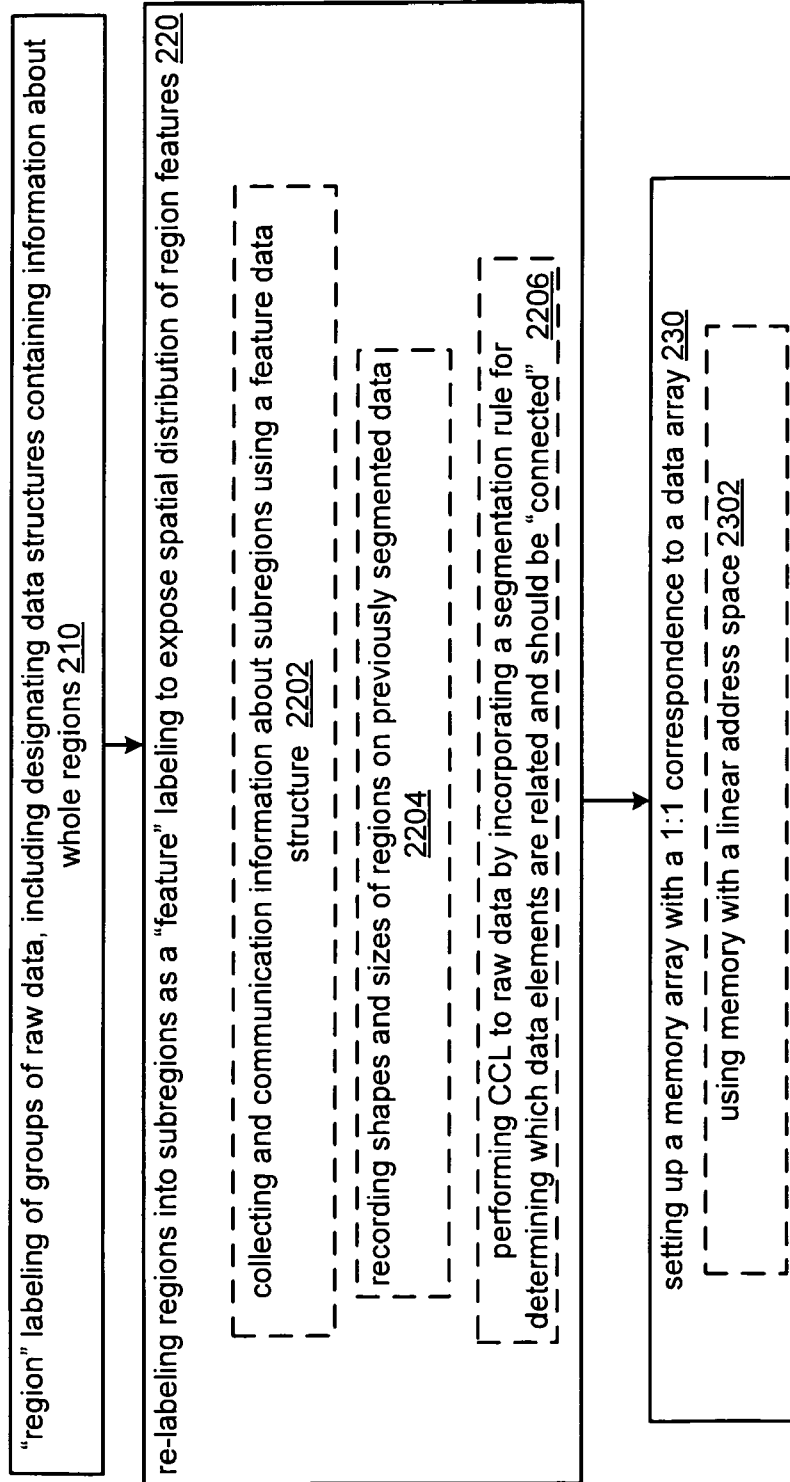 “region” labeling of groups of raw data, including designating data structures containing information about
whole regions 210
re-labeling regions into subregions as a “feature” labeling to expose spatial distribution of region features 220
collecting and communication information about subregions using a feature data
structure 2202
recording shapes and sizes of regions on previously segmented data
2204
performing CCL to raw data by incorporating a segmentation rule for
determining which data elements are related and should be “connected” 2206
setting up a memory array with a 1:1 correspondence to a data array 230
using memory with a linear address space 2302